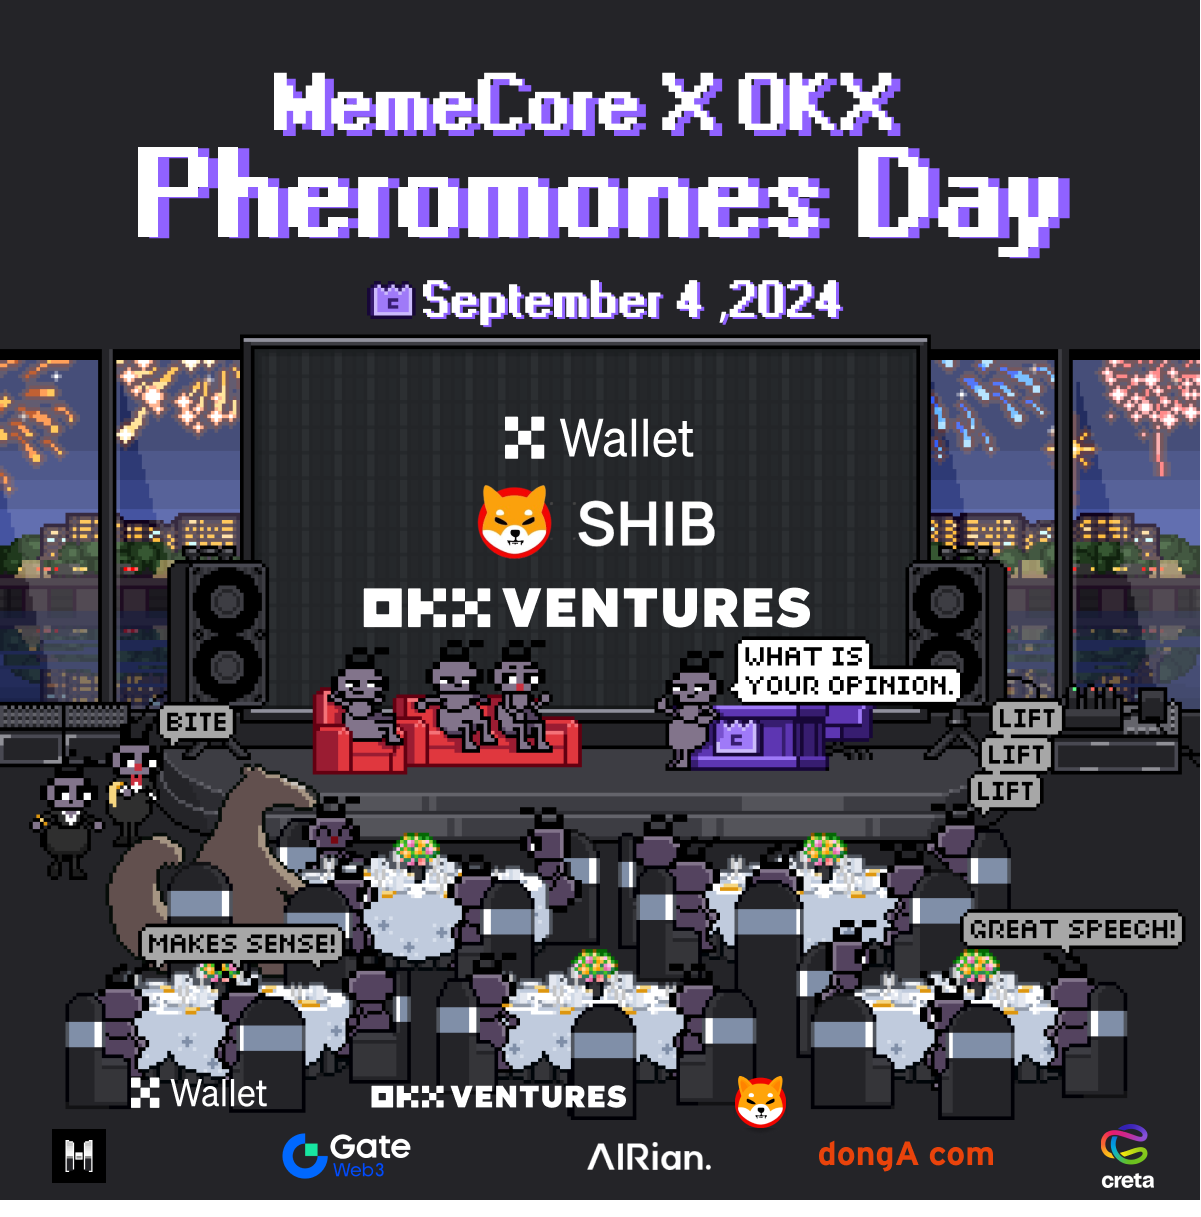 MemeCore X OKX
Pheromones Day
September 4 ,2024
Wallet
SHIB
OKX VENTURES
WHAT IS
YOUR OPINION.
BITE
LIFT
LIFT
LIFT
MAKES SENSE!
GREAT SPEECH!
Wallet
OKX VENTURES
Gate
Web3
AIRian.
dongA com
creta